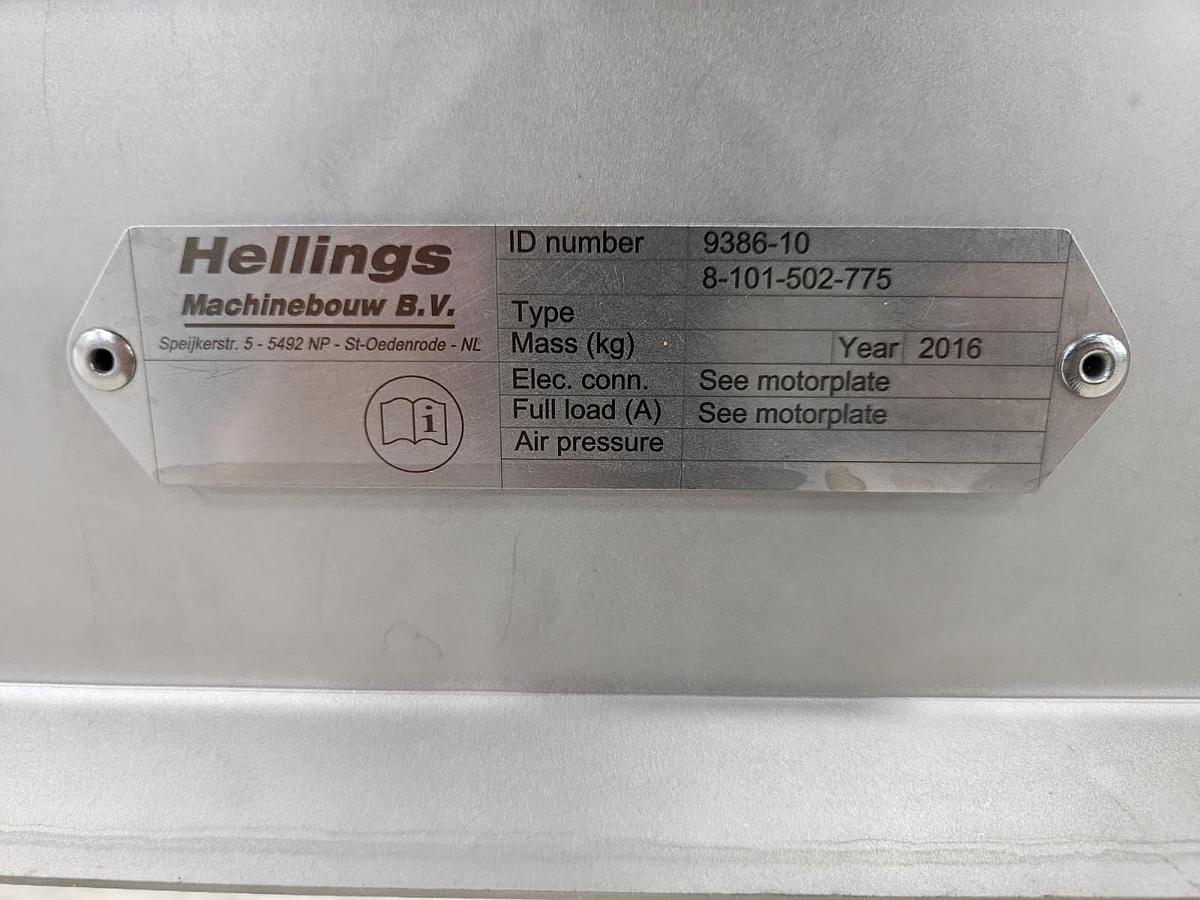 Hellings
Machinebouw B.V.
Speijkerstr. 5 - 5492 NP - St-Oedenrode - NL
i
ID number 9386-10
8-101-502-775
Type
Mass (kg) Year 2016
Elec. conn. See motorplate
Full load (A) See motorplate
Air pressure